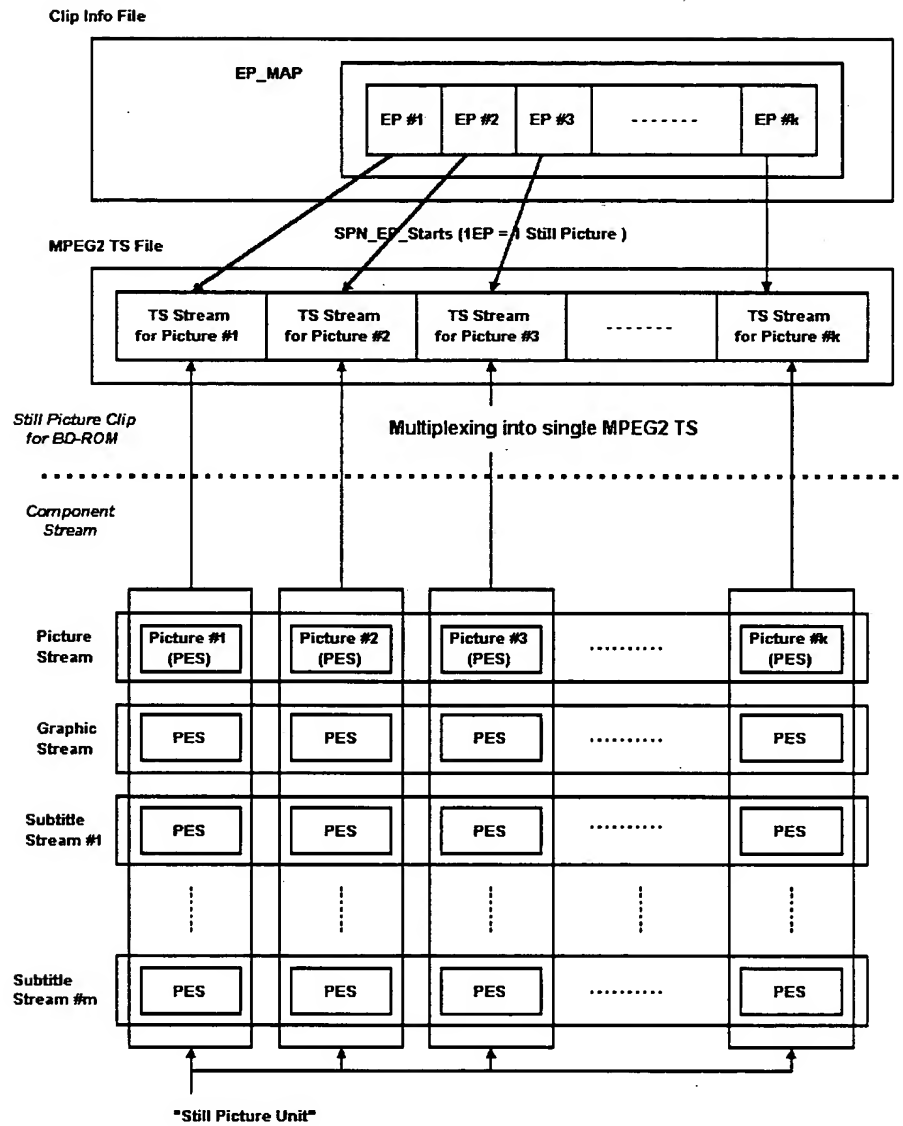 Clip Info File
EP_MAP
EP #1 EP #2 EP #3 ------- EP #k
SPN_EP_Starts (1EP = 1 Still Picture )
MPEG2 TS File
TS Stream for Picture #1
TS Stream for Picture #2
TS Stream for Picture #3
-------
TS Stream for Picture #k
Still Picture Clip
for BD-ROM
Multiplexing into single MPEG2 TS
Component
Stream
Picture
Stream
Picture #1
(PES)
Picture #2
(PES)
Picture #3
(PES)
..........
Picture #k
(PES)
Graphic
Stream
PES PES PES .......... PES
Subtitle
Stream #1
PES PES PES .......... PES
Subtitle
Stream #m
PES PES PES .......... PES
"Still Picture Unit"